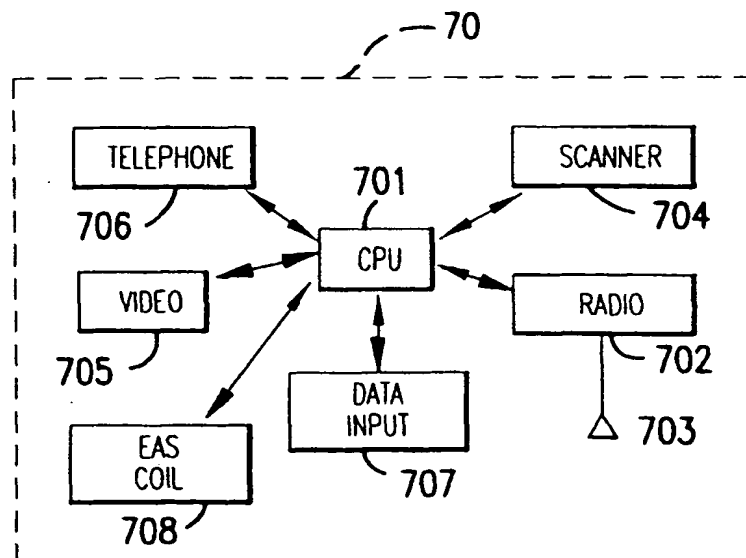 70
TELEPHONE
SCANNER
706
701
704
CPU
VIDEO
RADIO
705
702
DATA
INPUT
703
EAS
COIL
707
708